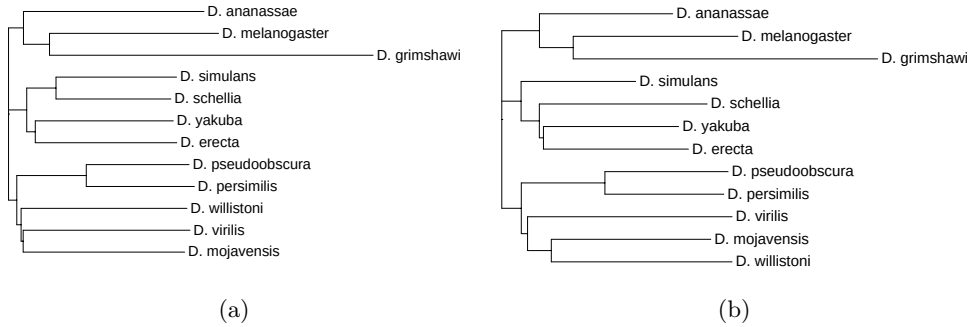 D. ananassae
D. melanogaster
D. grimshawi
D. simulans
D. schellia
D. yakuba
D. erecta
D. pseudoobscura
D. persimilis
D. willistoni
D. virilis
D. mojavensis
(a)
D. ananassae
D. melanogaster
D. grimshawi
D. simulans
D. schellia
D. yakuba
D. erecta
D. pseudoobscura
D. persimilis
D. virilis
D. mojavensis
D. willistoni
(b)